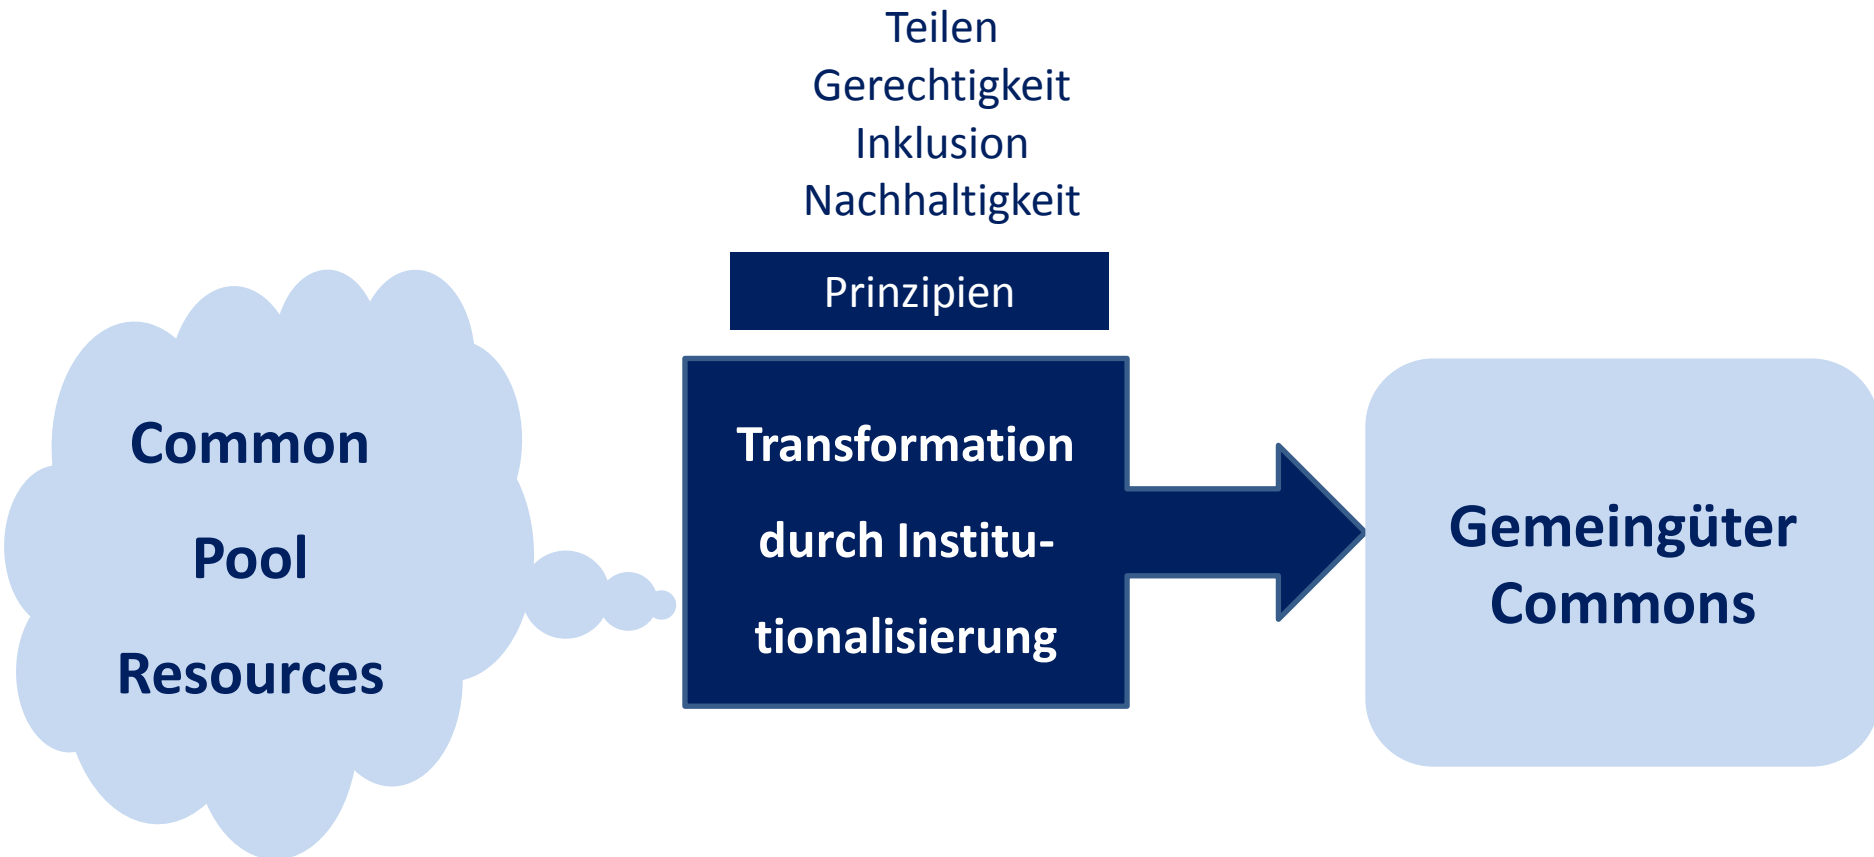 Teilen
Gerechtigkeit
Inklusion
Nachhaltigkeit
Prinzipien
Common
Pool
Resources
Transformation
durch Institu-
tionalisierung
Gemeingüter
Commons